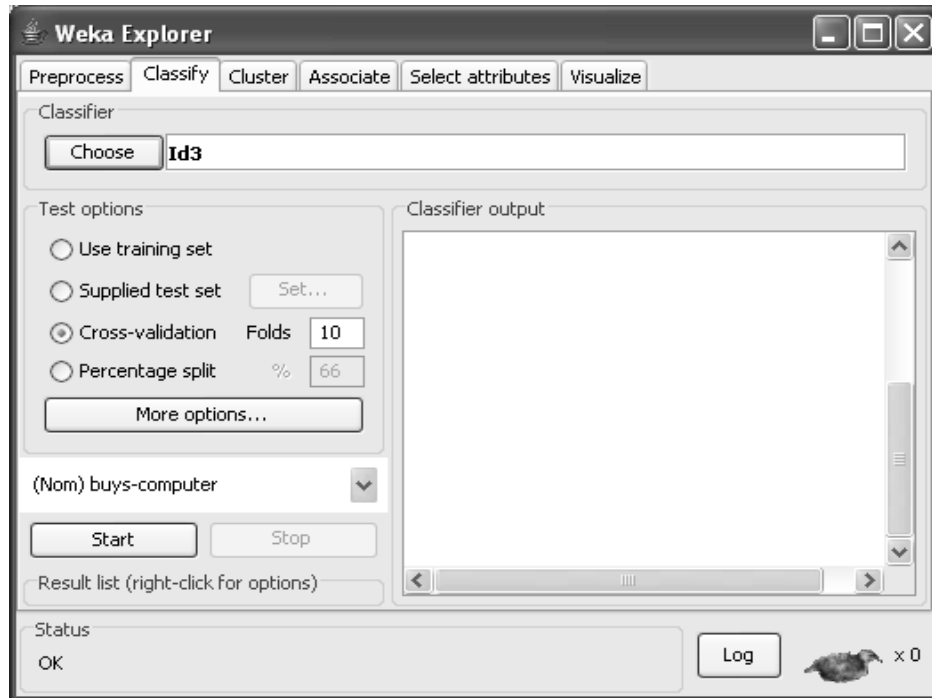 Weka Explorer
Preprocess Classify Cluster Associate Select attributes Visualize
Classifier
Choose Id3
Test options
Use training set
Supplied test set Set...
Cross-validation Folds 10
Percentage split % 66
More options...
(Nom) buys-computer
Start Stop
Result list (right-click for options)
Classifier output
Status
OK
Log x 0